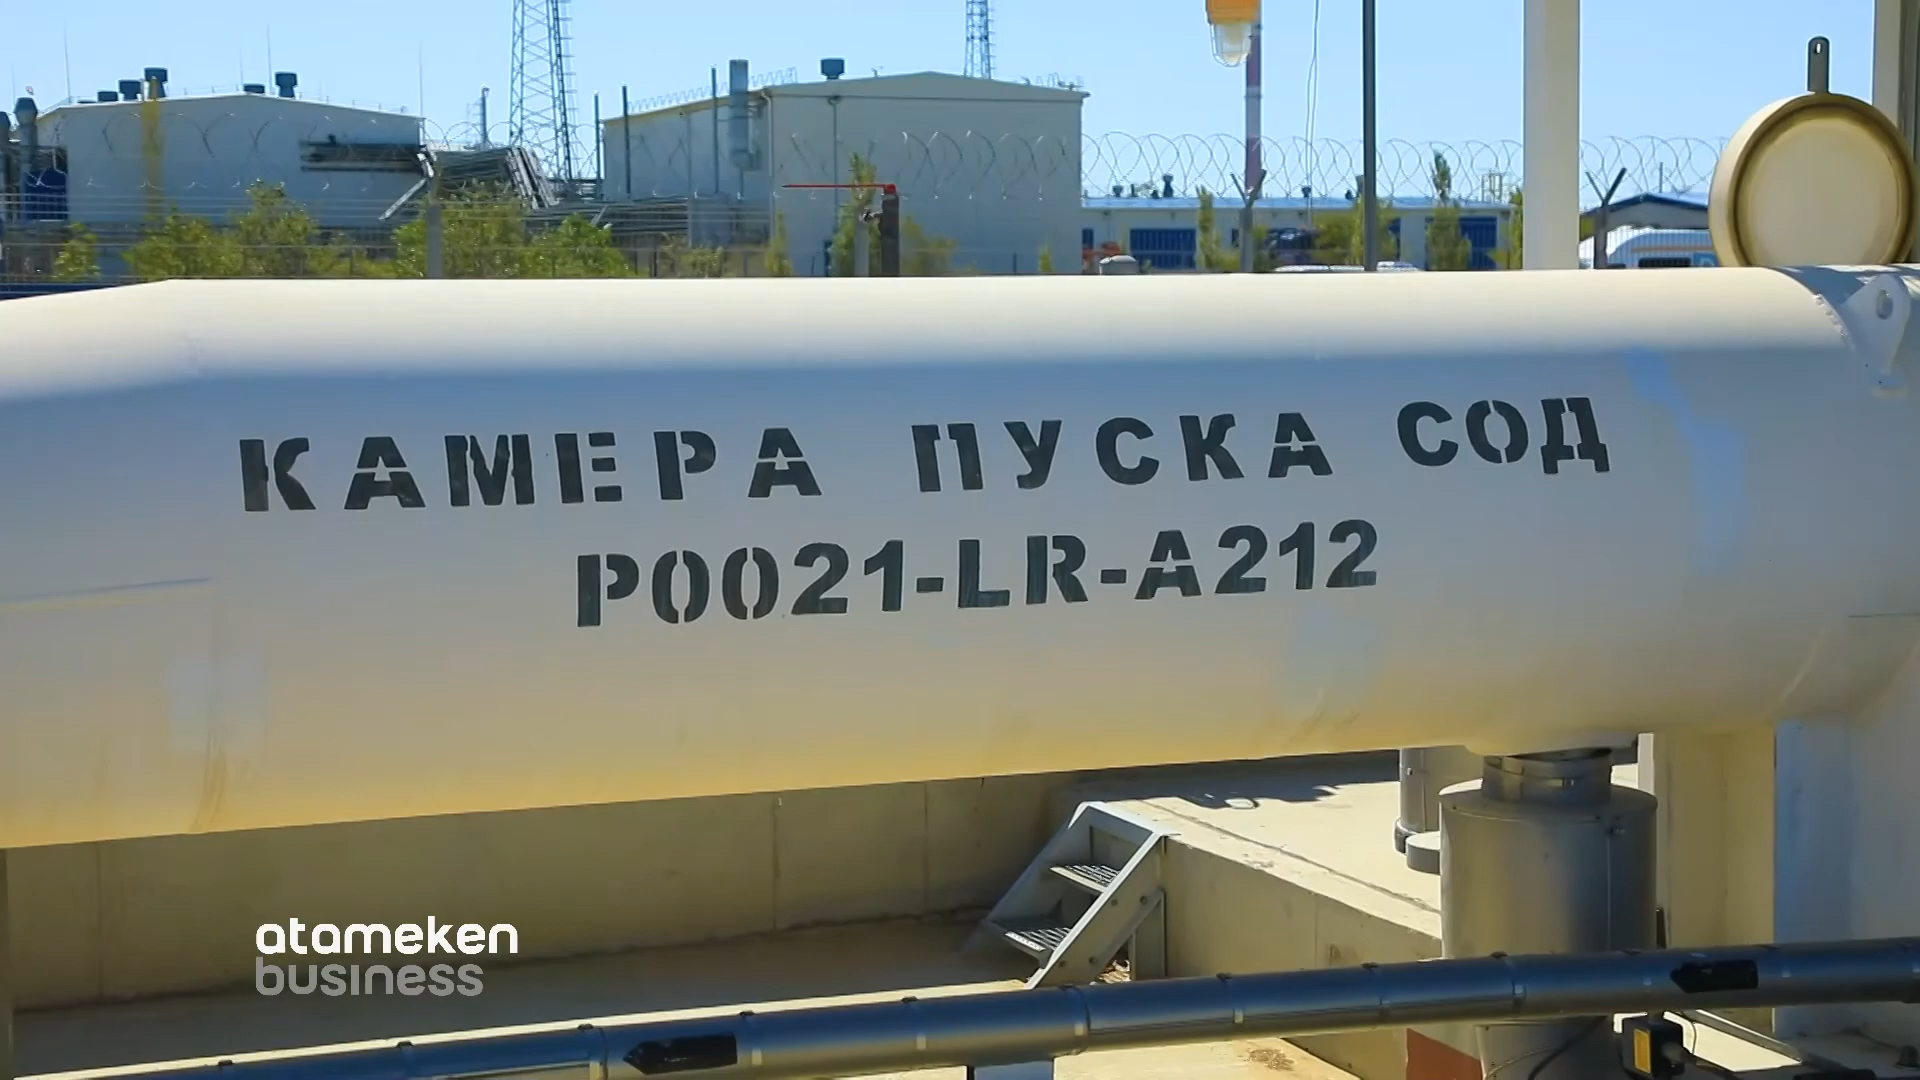 КАМЕРА ПУСКА СОД
P0021-LR-A212
atameken
business